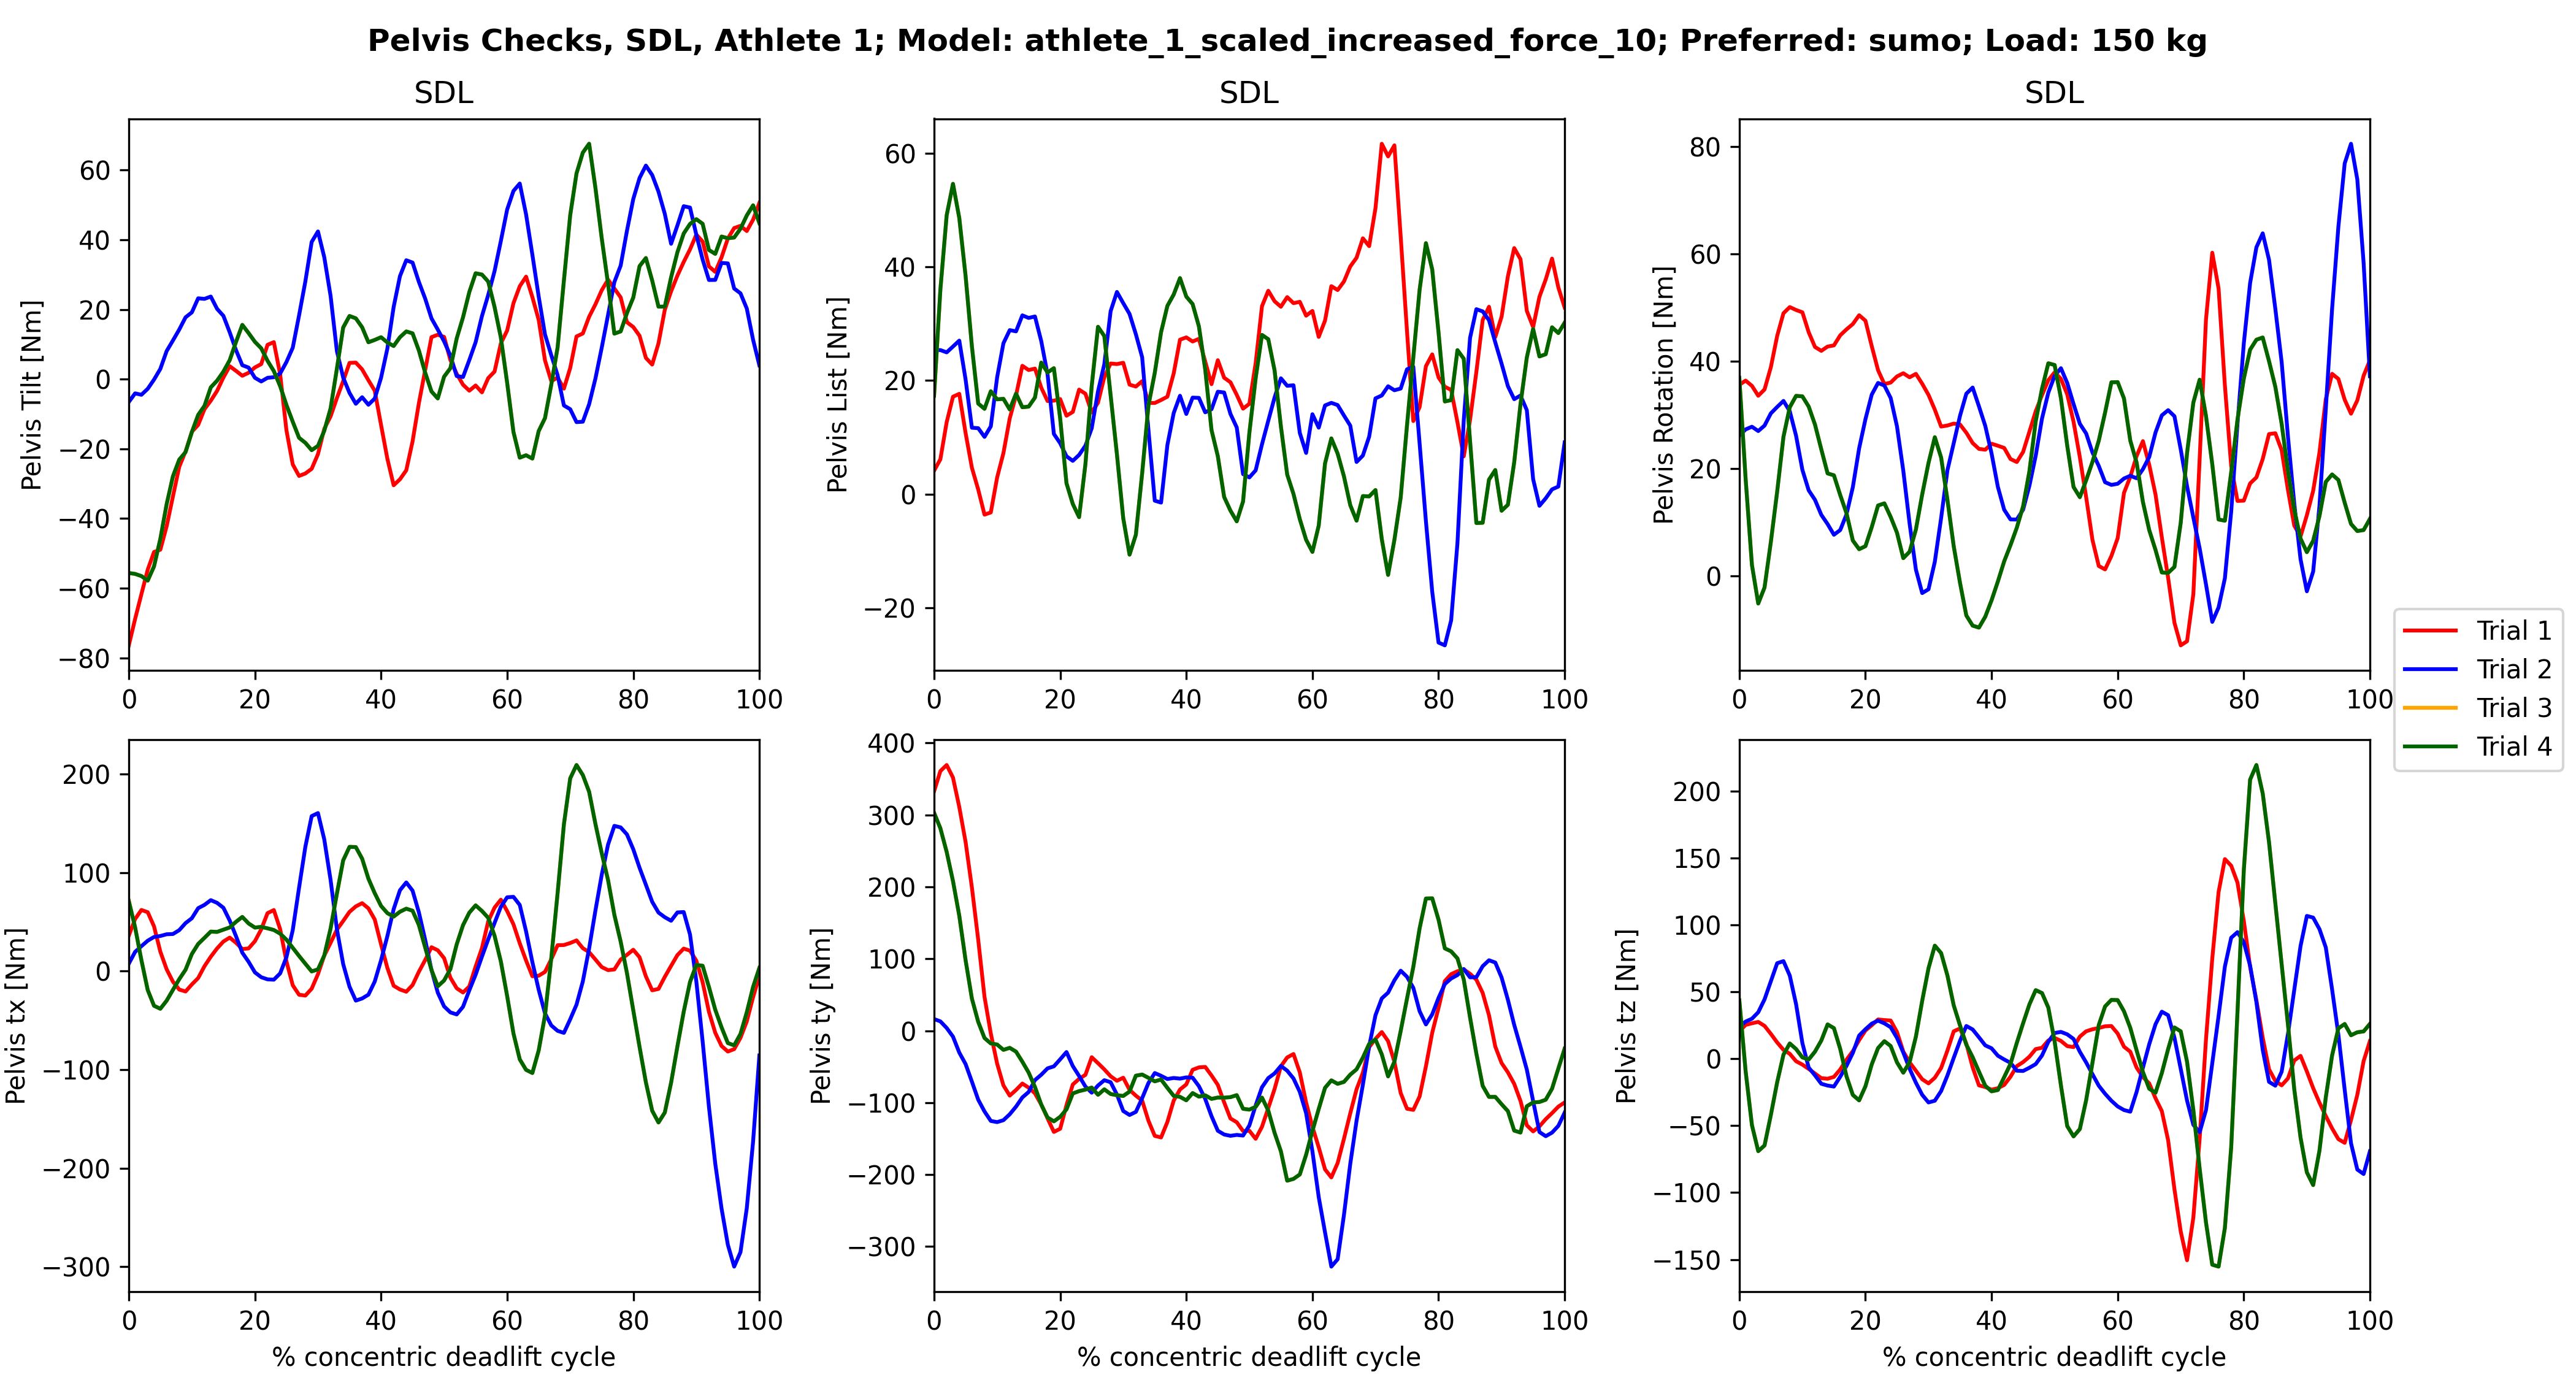 Pelvis Checks, SDL, Athlete 1; Model: athlete_1_scaled_increased_force_10; Preferred: sumo; Load: 150 kg
SDL
Pelvis Tilt [Nm]
60
40
20
0
−20
−40
−60
−80
0 20 40 60 80 100
SDL
Pelvis List [Nm]
60
40
20
0
−20
0 20 40 60 80 100
SDL
Pelvis Rotation [Nm]
80
60
40
20
0
0 20 40 60 80 100
Trial 1
Trial 2
Trial 3
Trial 4
Pelvis tx [Nm]
200
100
0
−100
−200
−300
0 20 40 60 80 100
% concentric deadlift cycle
Pelvis ty [Nm]
400
300
200
100
0
−100
−200
−300
0 20 40 60 80 100
% concentric deadlift cycle
Pelvis tz [Nm]
200
150
100
50
0
−50
−100
−150
0 20 40 60 80 100
% concentric deadlift cycle